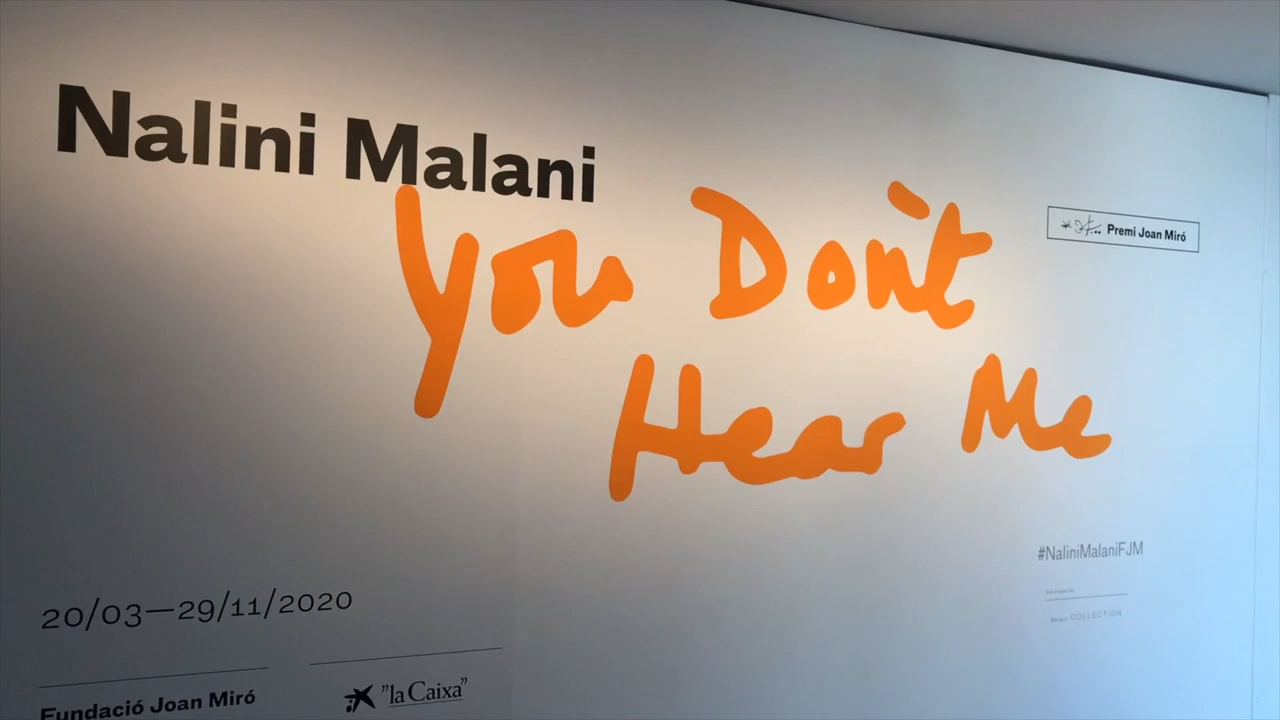 Nalini Malani
You Don't
Hear Me
Premi Joan Miró
#NaliniMalaniFJM
COLLECTION
20/03—29/11/2020
Fundació Joan Miró
"la Caixa"